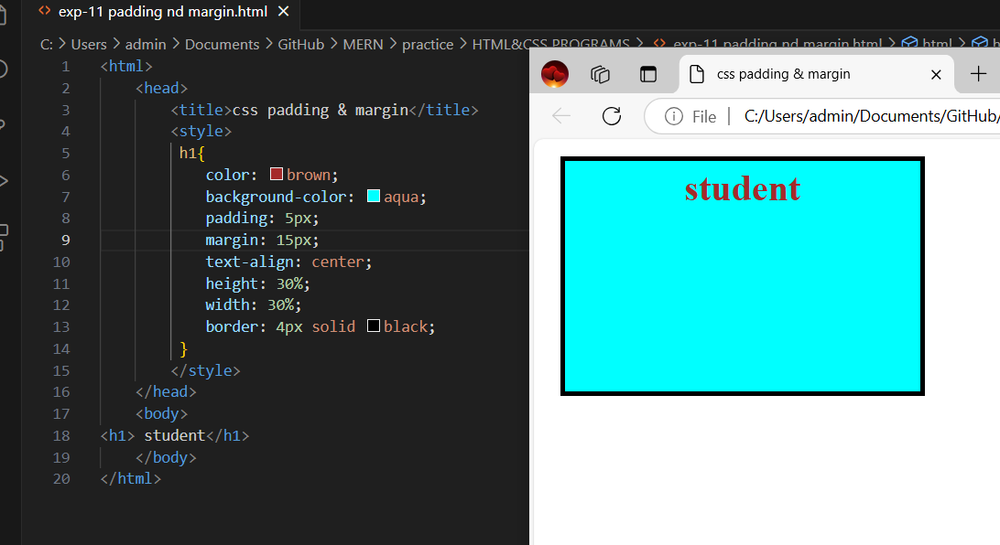 exp-11 padding nd margin.html
C: > Users > admin > Documents > GitHub > MERN > practice > HTML&CSS PROGRAMS > exp-11 padding nd margin.html > html >
1 <html>
2 <head>
3 <title>css padding & margin</title>
4 <style>
5 h1{
6 color: brown;
7 background-color: aqua;
8 padding: 5px;
9 margin: 15px;
10 text-align: center;
11 height: 30%;
12 width: 30%;
13 border: 4px solid black;
14 }
15 </style>
16 </head>
17 <body>
18 <h1> student</h1>
19 </body>
20 </html>
css padding & margin
File | C:/Users/admin/Documents/GitHub/
student